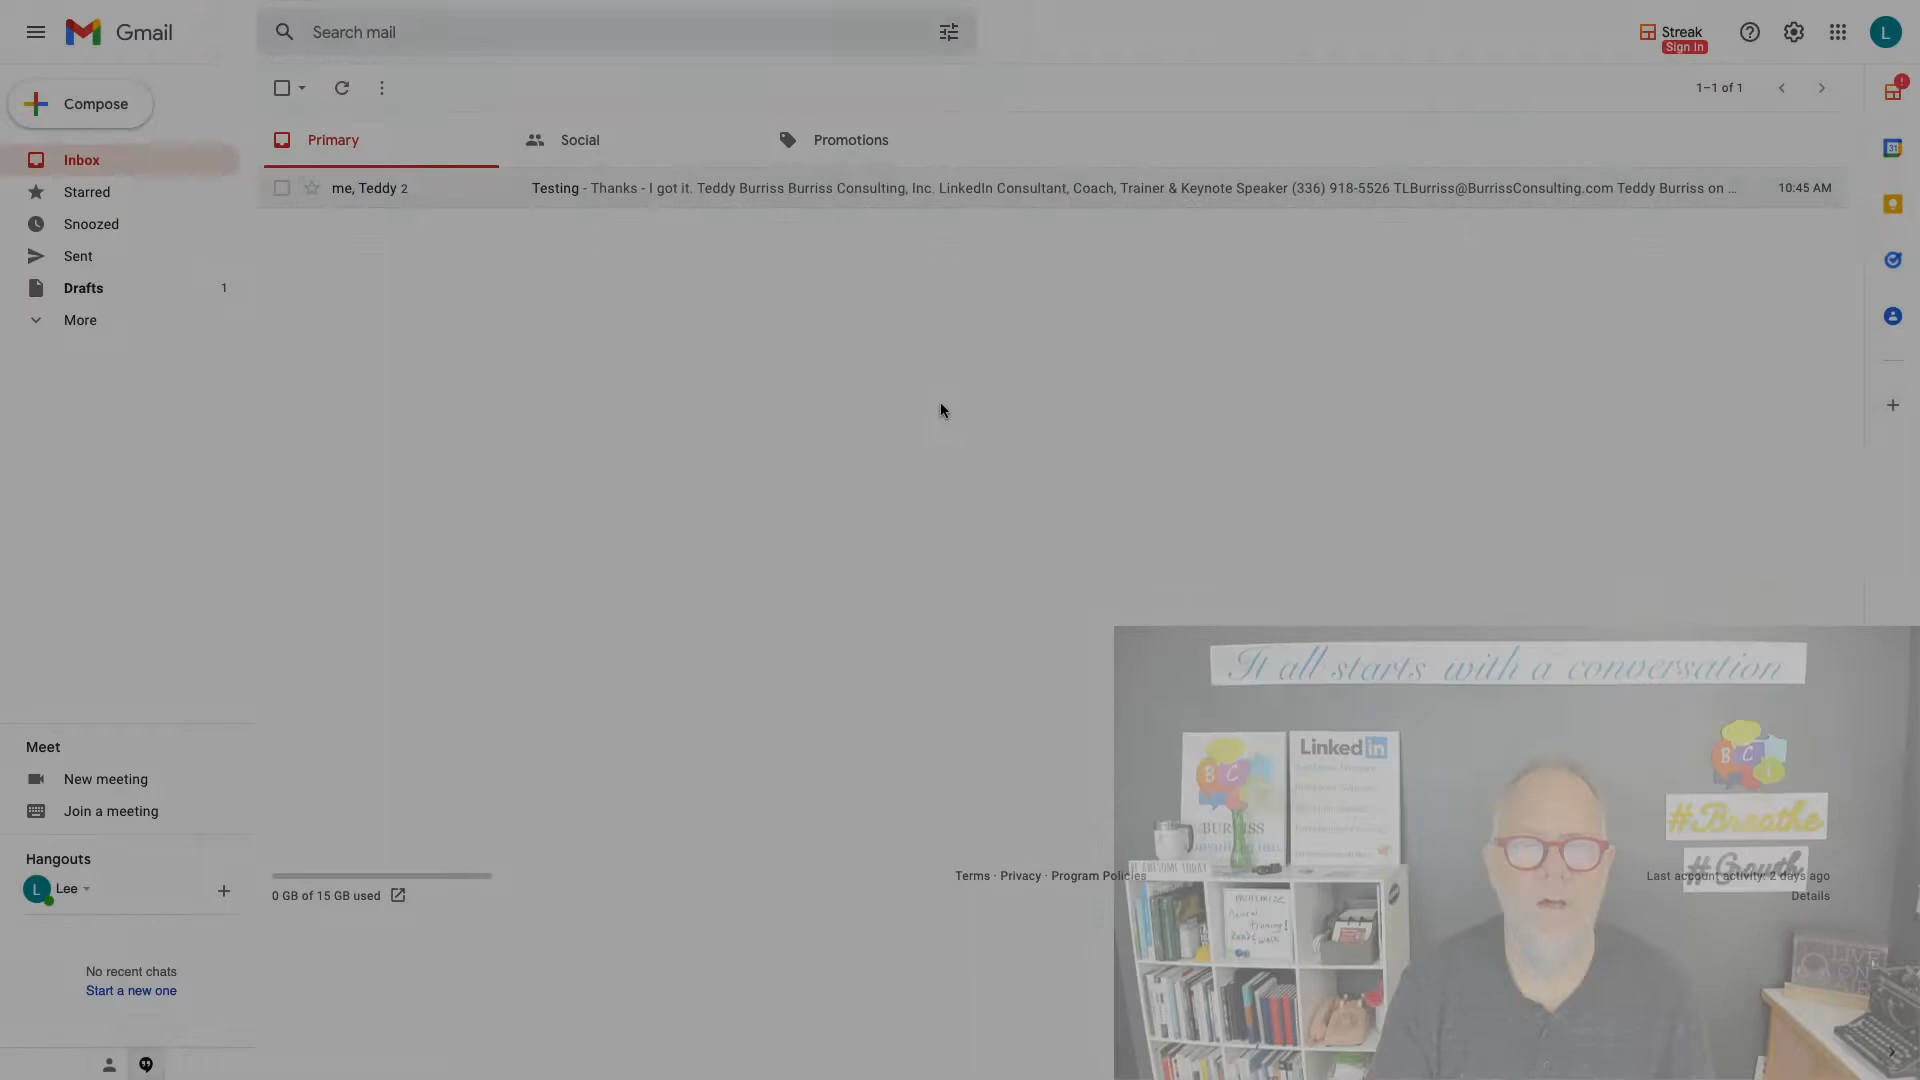 Gmail
Search mail
Streak
Sign In
Compose
1–1 of 1
Primary
Social
Promotions
Inbox
Starred
Snoozed
Sent
Drafts 1
More
me, Teddy 2
Testing - Thanks - I got it. Teddy Burriss Burriss Consulting, Inc. LinkedIn Consultant, Coach, Trainer & Keynote Speaker (336) 918-5526 TLBurriss@BurrissConsulting.com Teddy Burriss on ...
10:45 AM
31
It all starts with a conversation
LinkedIn
B C i
#Breathe
#Growth
Meet
New meeting
Join a meeting
Hangouts
L
Lee
No recent chats
Start a new one
0 GB of 15 GB used
Terms · Privacy · Program Policies
Last account activity: 2 days ago
Details
minimize